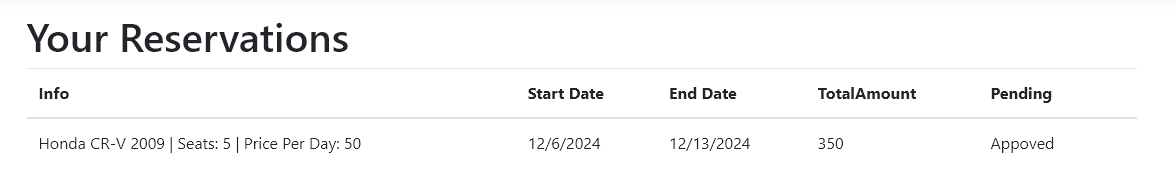 Your Reservations
Info Start Date End Date TotalAmount Pending
Honda CR-V 2009 | Seats: 5 | Price Per Day: 50 12/6/2024 12/13/2024 350 Appoved